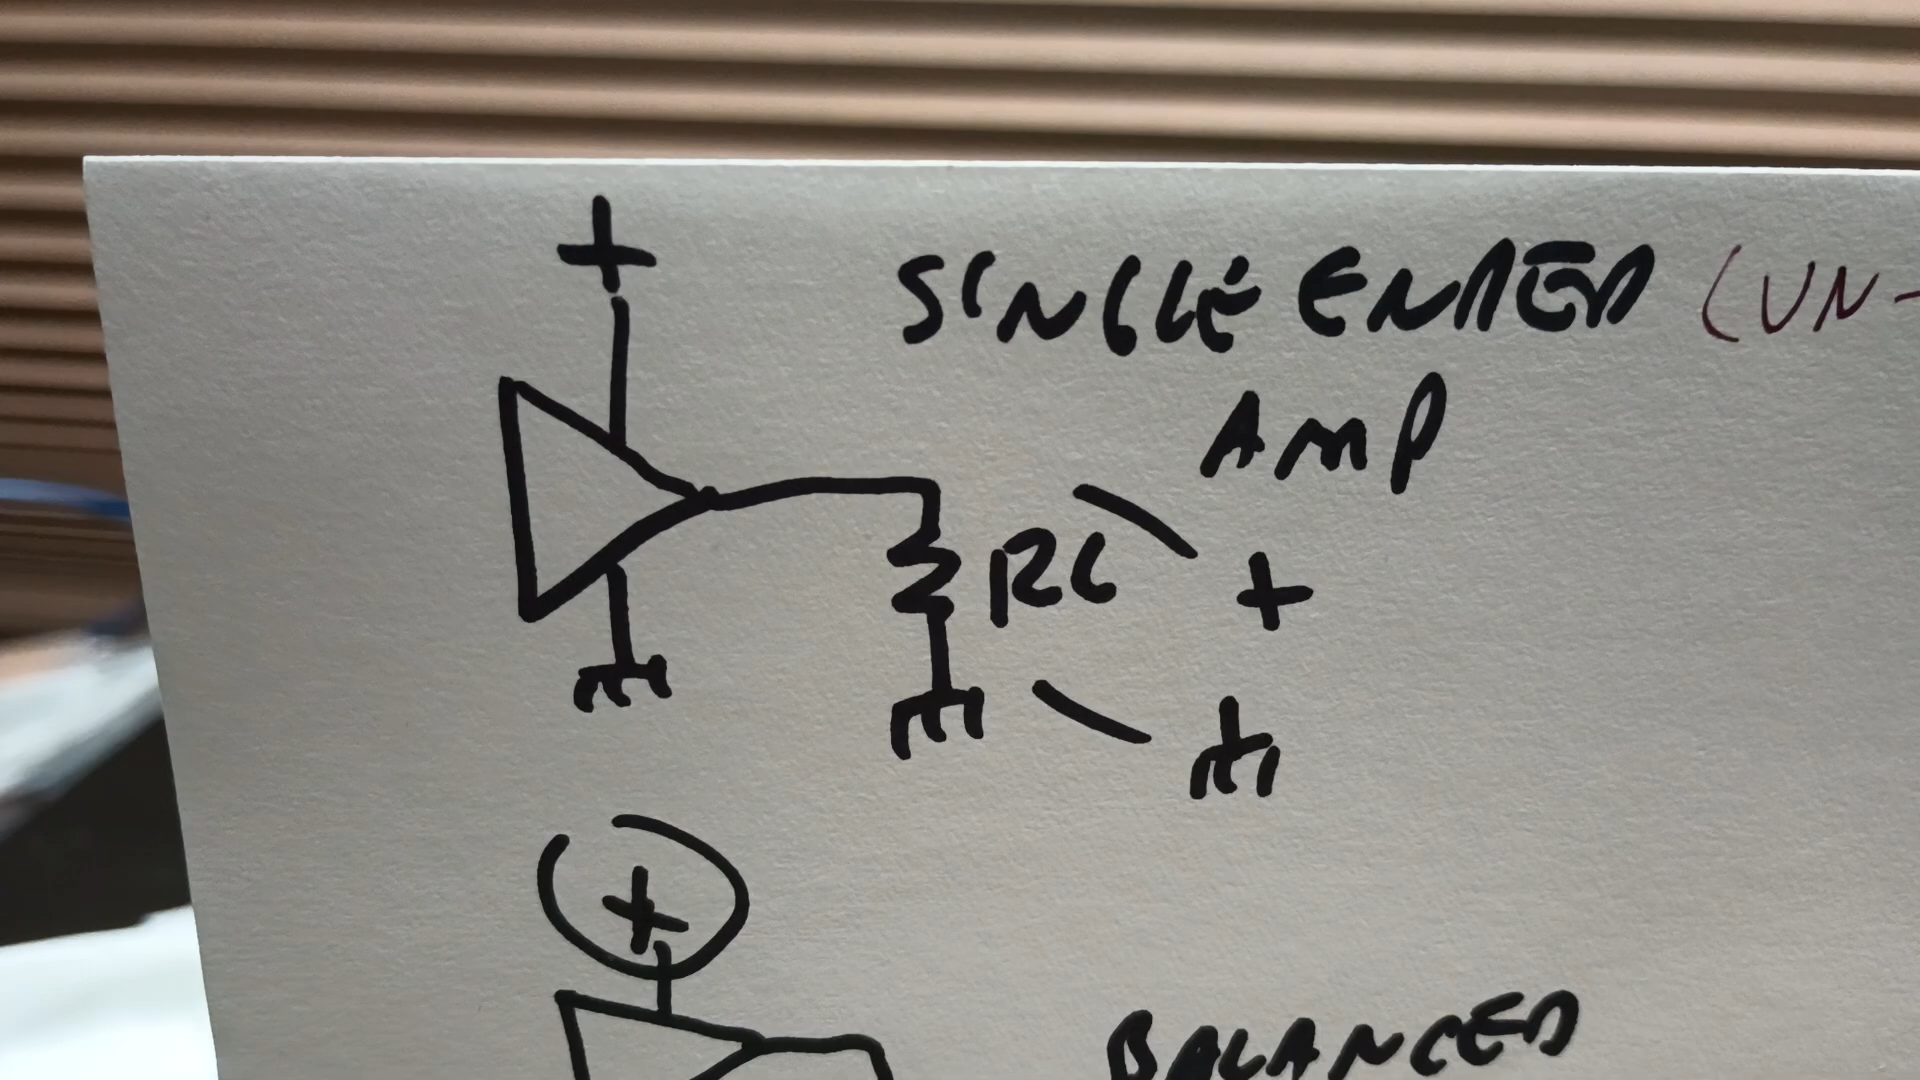 +
SINGLE ENDED (UN-
AMP
RL
+
+
BALANCED